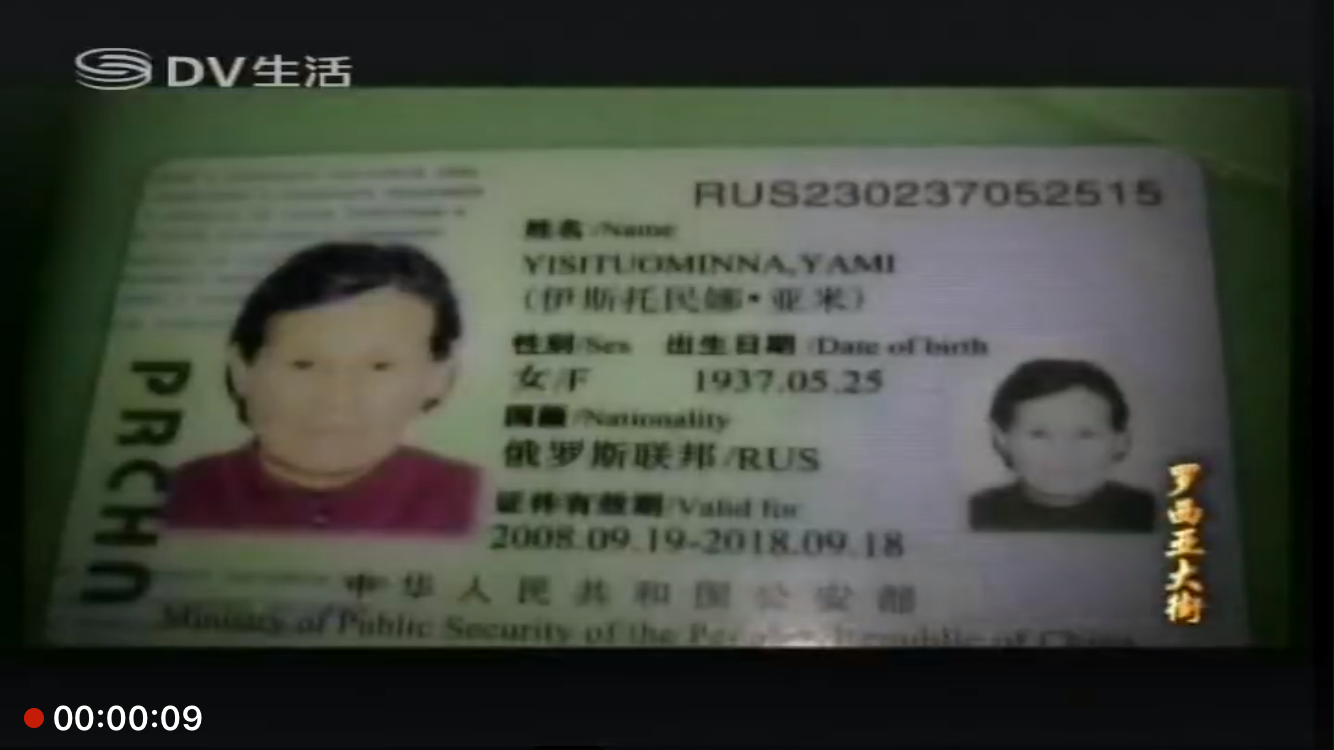 DV生活
RUS230237052515
姓名/Name
YISITUOMINNA,YAMI
（伊斯托民娜·亚米）
性别/Sex 出生日期/Date of birth
女/F 1937.05.25
国籍/Nationality
俄罗斯联邦/RUS
证件有效期/Valid for
2008.09.19-2018.09.18
中华人民共和国公安部
Ministry of Public Security of the People's Republic of China
PRCHN
罗西亚大街
00:00:09